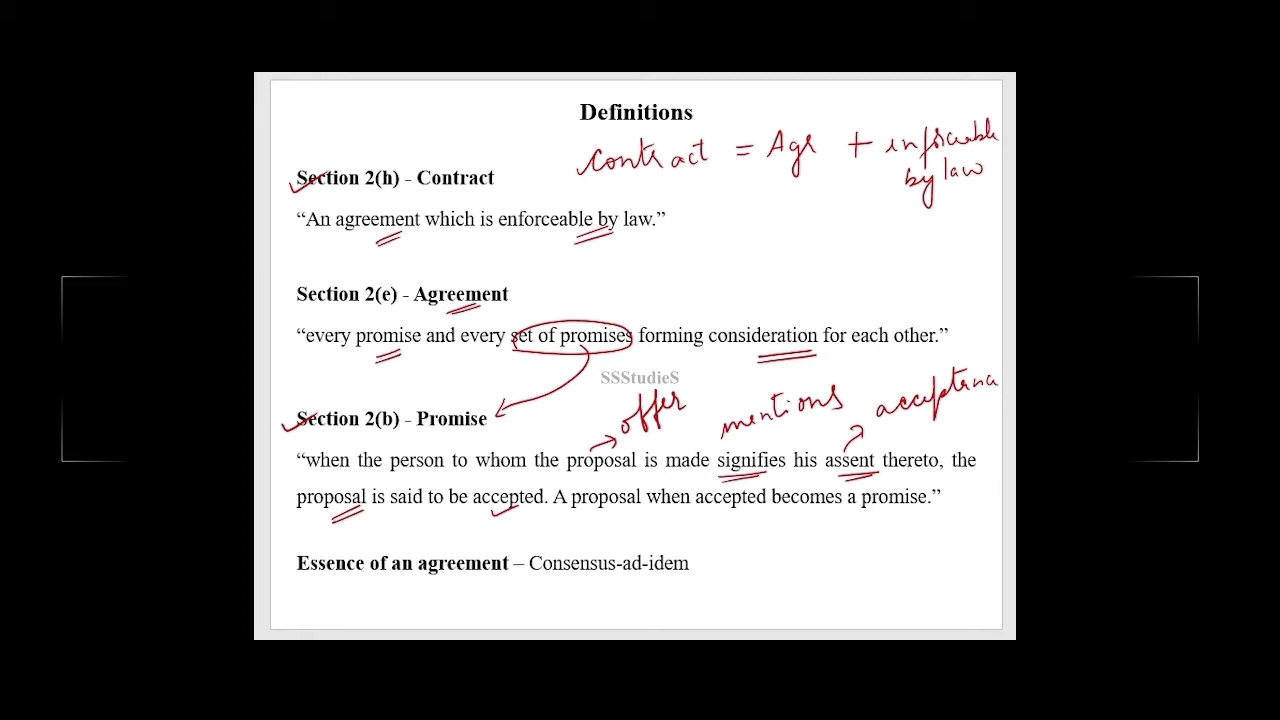 Definitions
contract = Agr + enforceable
by law
Section 2(h) - Contract
“An agreement which is enforceable by law.”
Section 2(e) - Agreement
“every promise and every set of promises forming consideration for each other.”
SSStudieS
offer mentions acceptance
Section 2(b) - Promise
“when the person to whom the proposal is made signifies his assent thereto, the
proposal is said to be accepted. A proposal when accepted becomes a promise.”
Essence of an agreement – Consensus-ad-idem